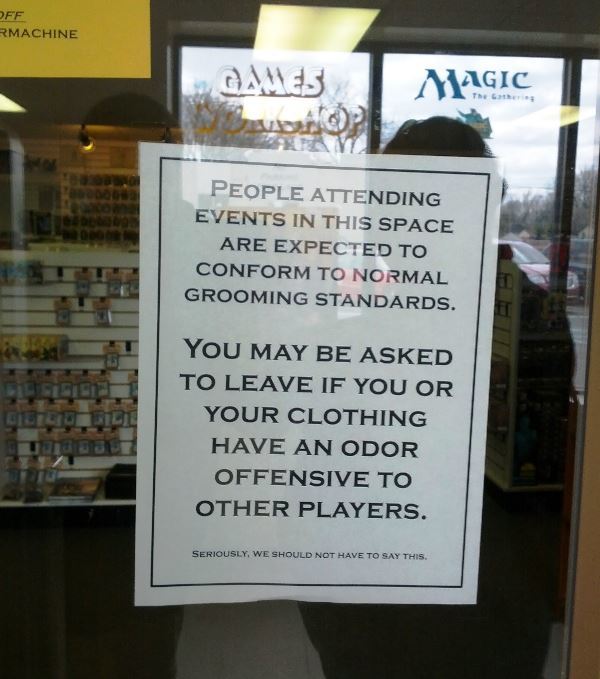 OFF
RMACHINE
GAMES
WORKSHOP
MAGIC
The Gathering
PEOPLE ATTENDING
EVENTS IN THIS SPACE
ARE EXPECTED TO
CONFORM TO NORMAL
GROOMING STANDARDS.
YOU MAY BE ASKED
TO LEAVE IF YOU OR
YOUR CLOTHING
HAVE AN ODOR
OFFENSIVE TO
OTHER PLAYERS.
SERIOUSLY, WE SHOULD NOT HAVE TO SAY THIS.